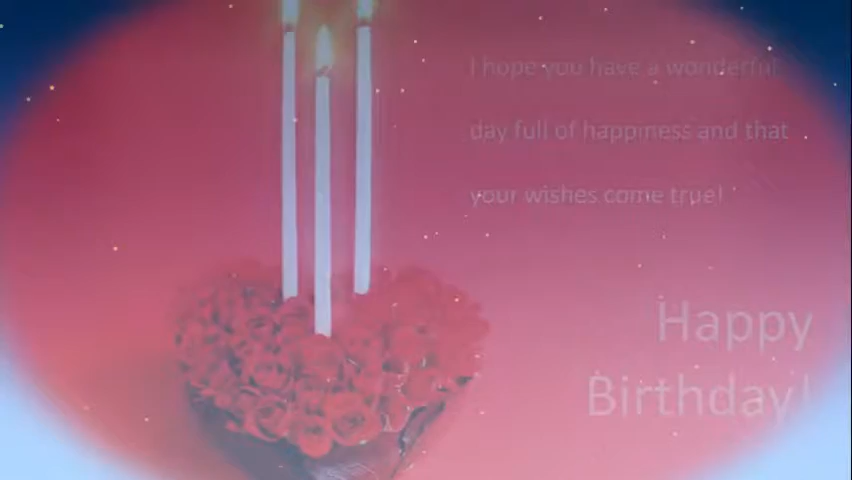 I hope you have a wonderful
day full of happiness and that
your wishes come true!
Happy
Birthday!